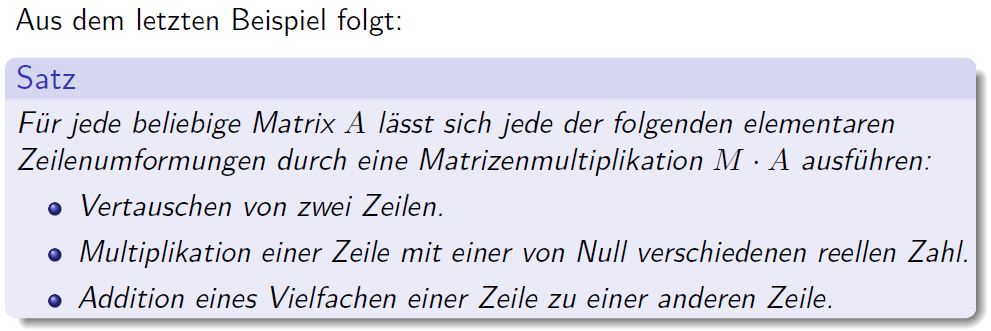 Aus dem letzten Beispiel folgt:
Satz
Für jede beliebige Matrix A lässt sich jede der folgenden elementaren
Zeilenumformungen durch eine Matrizenmultiplikation M · A ausführen:
Vertauschen von zwei Zeilen.
Multiplikation einer Zeile mit einer von Null verschiedenen reellen Zahl.
Addition eines Vielfachen einer Zeile zu einer anderen Zeile.